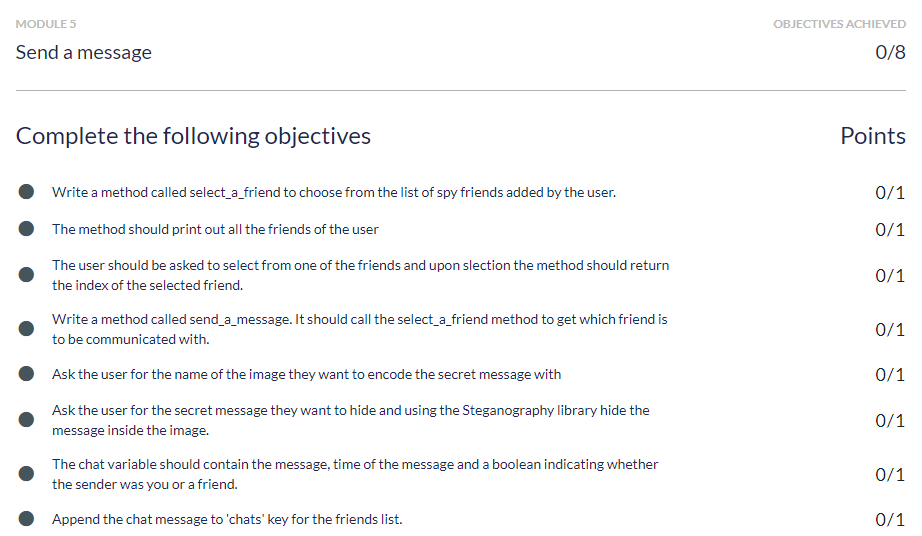 MODULE 5
OBJECTIVES ACHIEVED
Send a message
0/8
Complete the following objectives
Points
Write a method called select_a_friend to choose from the list of spy friends added by the user.
0/1
The method should print out all the friends of the user
0/1
The user should be asked to select from one of the friends and upon slection the method should return
the index of the selected friend.
0/1
Write a method called send_a_message. It should call the select_a_friend method to get which friend is
to be communicated with.
0/1
Ask the user for the name of the image they want to encode the secret message with
0/1
Ask the user for the secret message they want to hide and using the Steganography library hide the
message inside the image.
0/1
The chat variable should contain the message, time of the message and a boolean indicating whether
the sender was you or a friend.
0/1
Append the chat message to 'chats' key for the friends list.
0/1